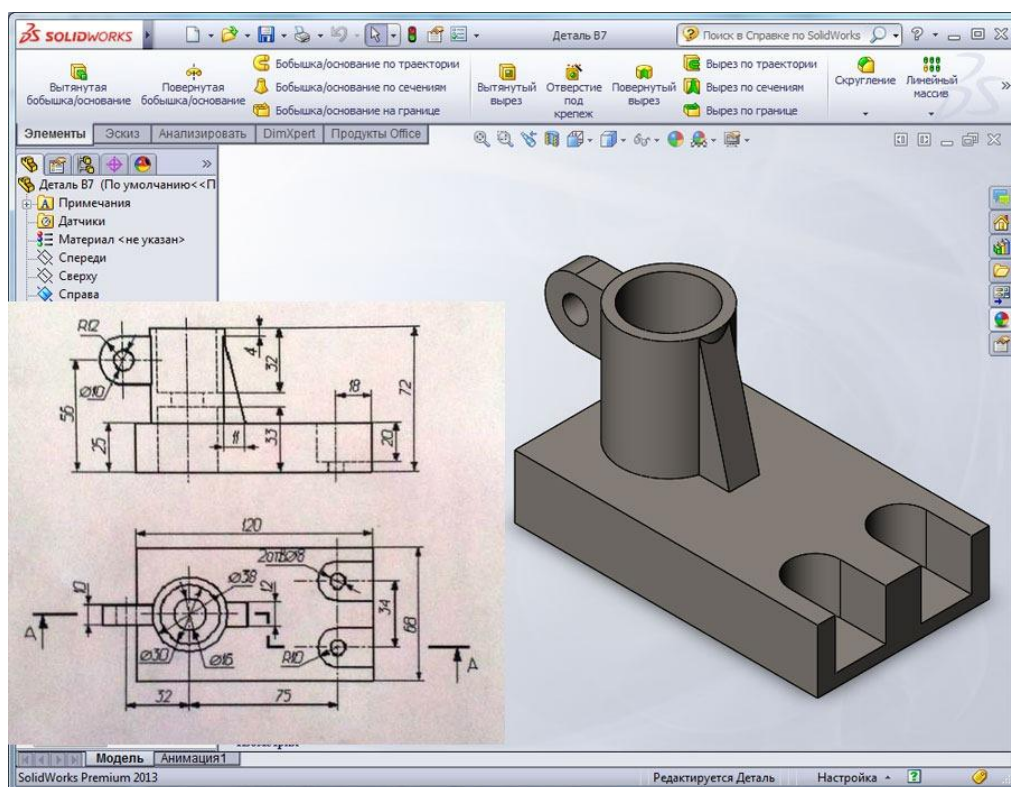 SOLIDWORKS
Деталь В7
Поиск в Справке по SolidWorks
Вытянутая бобышка/основание
Повернутая бобышка/основание
Бобышка/основание по траектории
Бобышка/основание по сечениям
Бобышка/основание на границе
Вытянутый вырез
Отверстие под крепеж
Повернутый вырез
Вырез по траектории
Вырез по сечениям
Вырез по границе
Скругление
Линейный массив
Элементы
Эскиз
Анализировать
DimXpert
Продукты Office
Деталь В7 (По умолчанию<<П
Примечания
Датчики
Материал <не указан>
Спереди
Сверху
Справа
R12
Ø10
56
25
4
32
33
11
18
20
72
120
2отвØ8
Ø38
12
10
34
68
A
Ø30
Ø16
R10
A
32
75
Модель
Анимация1
SolidWorks Premium 2013
Редактируется Деталь
Настройка